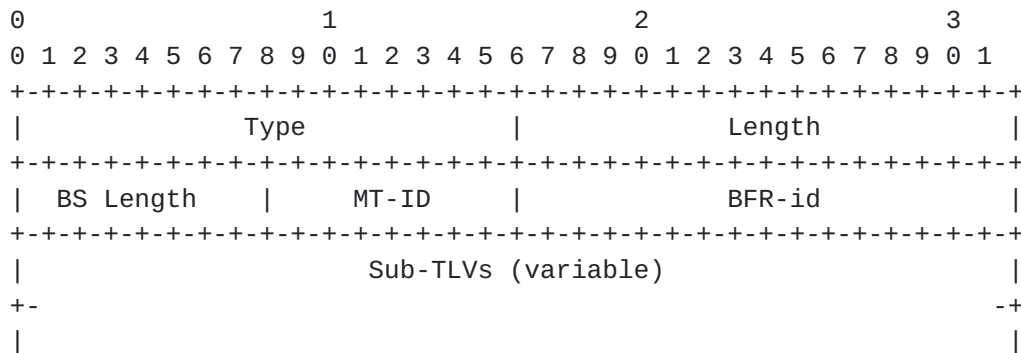 0                   1                   2                   3
0 1 2 3 4 5 6 7 8 9 0 1 2 3 4 5 6 7 8 9 0 1 2 3 4 5 6 7 8 9 0 1
+-+-+-+-+-+-+-+-+-+-+-+-+-+-+-+-+-+-+-+-+-+-+-+-+-+-+-+-+-+-+-+-+
|              Type             |             Length            |
+-+-+-+-+-+-+-+-+-+-+-+-+-+-+-+-+-+-+-+-+-+-+-+-+-+-+-+-+-+-+-+-+
|  BS Length    |     MT-ID     |             BFR-id            |
+-+-+-+-+-+-+-+-+-+-+-+-+-+-+-+-+-+-+-+-+-+-+-+-+-+-+-+-+-+-+-+-+
|                      Sub-TLVs (variable)                      |
+-                                                             -+
|                                                               |